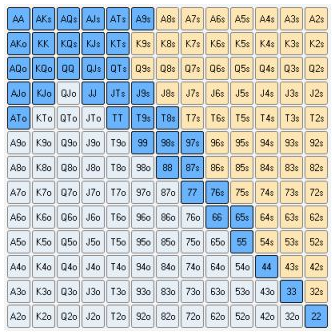 AA AKs AQs AJs ATs A9s A8s A7s A6s A5s A4s A3s A2s
AKo KK KQs KJs KTs K9s K8s K7s K6s K5s K4s K3s K2s
AQo KQo QQ QJs QTs Q9s Q8s Q7s Q6s Q5s Q4s Q3s Q2s
AJo KJo QJo JJ JTs J9s J8s J7s J6s J5s J4s J3s J2s
ATo KTo QTo JTo TT T9s T8s T7s T6s T5s T4s T3s T2s
A9o K9o Q9o J9o T9o 99 98s 97s 96s 95s 94s 93s 92s
A8o K8o Q8o J8o T8o 98o 88 87s 86s 85s 84s 83s 82s
A7o K7o Q7o J7o T7o 97o 87o 77 76s 75s 74s 73s 72s
A6o K6o Q6o J6o T6o 96o 86o 76o 66 65s 64s 63s 62s
A5o K5o Q5o J5o T5o 95o 85o 75o 65o 55 54s 53s 52s
A4o K4o Q4o J4o T4o 94o 84o 74o 64o 54o 44 43s 42s
A3o K3o Q3o J3o T3o 93o 83o 73o 63o 53o 43o 33 32s
A2o K2o Q2o J2o T2o 92o 82o 72o 62o 52o 42o 32o 22